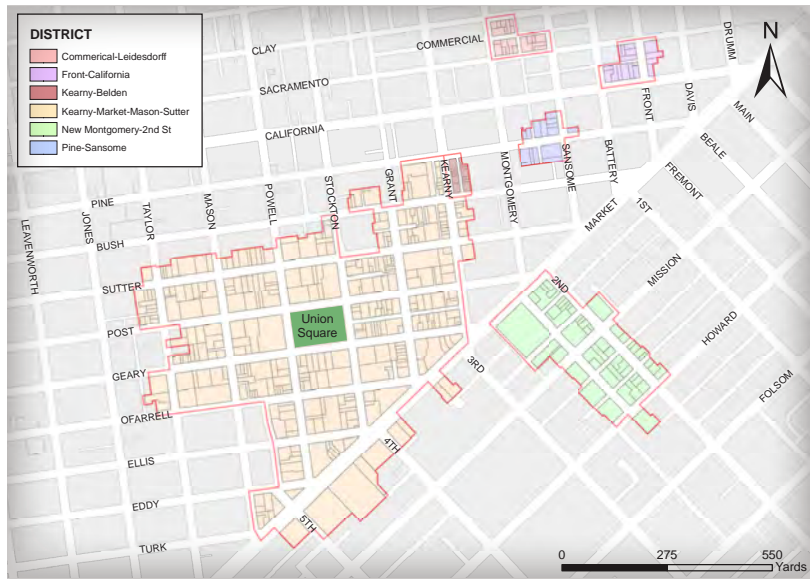 DISTRICT
Commerical-Leidesdorff
Front-California
Kearny-Belden
Kearny-Market-Mason-Sutter
New Montgomery-2nd St
Pine-Sansome
CLAY
COMMERCIAL
SACRAMENTO
CALIFORNIA
DRUMM
N
FRONT
DAVIS
MAIN
BEALE
FREMONT
1ST
BATTERY
SANSOME
MONTGOMERY
KEARNY
GRANT
STOCKTON
POWELL
MASON
TAYLOR
JONES
LEAVENWORTH
PINE
BUSH
SUTTER
POST
GEARY
OFARRELL
ELLIS
EDDY
TURK
Union
Square
MARKET
MISSION
HOWARD
FOLSOM
2ND
3RD
4TH
5TH
0
275
550
Yards